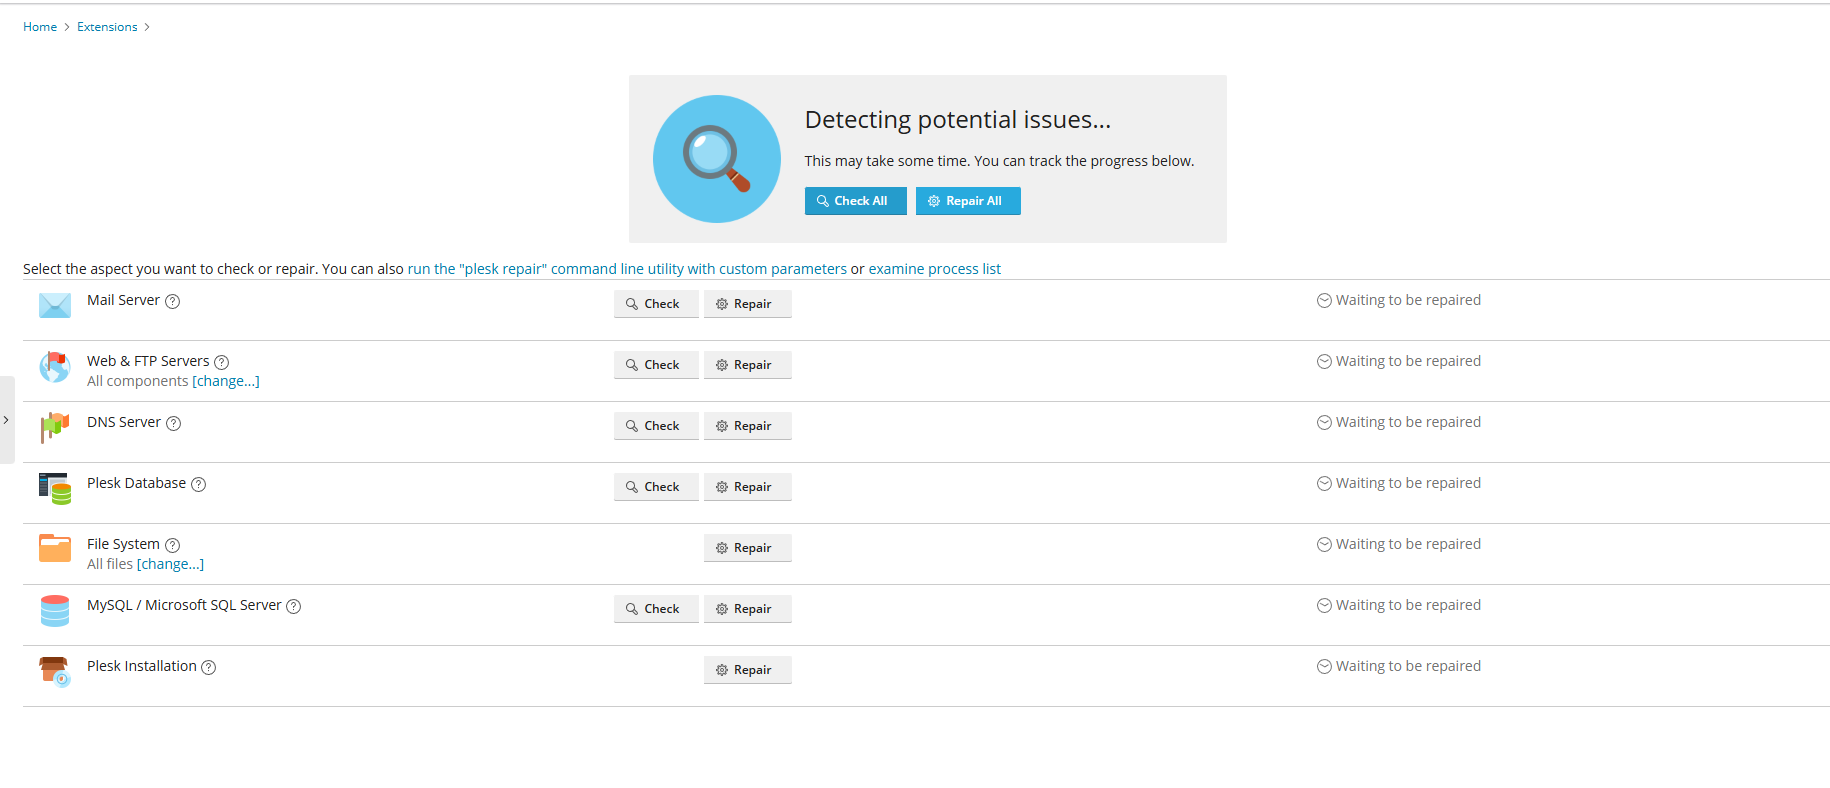 Home > Extensions >
Detecting potential issues...
This may take some time. You can track the progress below.
Check All Repair All
Select the aspect you want to check or repair. You can also run the "plesk repair" command line utility with custom parameters or examine process list
Mail Server ? Check Repair Waiting to be repaired
Web & FTP Servers ? Check Repair Waiting to be repaired
All components [change...]
DNS Server ? Check Repair Waiting to be repaired
Plesk Database ? Check Repair Waiting to be repaired
File System ? Repair Waiting to be repaired
All files [change...]
MySQL / Microsoft SQL Server ? Check Repair Waiting to be repaired
Plesk Installation ? Repair Waiting to be repaired